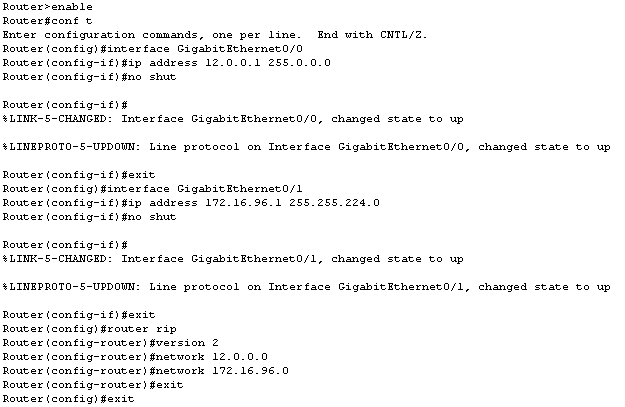 Router>enable
Router#conf t
Enter configuration commands, one per line.  End with CNTL/Z.
Router(config)#interface GigabitEthernet0/0
Router(config-if)#ip address 12.0.0.1 255.0.0.0
Router(config-if)#no shut
Router(config-if)#
%LINK-5-CHANGED: Interface GigabitEthernet0/0, changed state to up
%LINEPROTO-5-UPDOWN: Line protocol on Interface GigabitEthernet0/0, changed state to up
Router(config-if)#exit
Router(config)#interface GigabitEthernet0/1
Router(config-if)#ip address 172.16.96.1 255.255.224.0
Router(config-if)#no shut
Router(config-if)#
%LINK-5-CHANGED: Interface GigabitEthernet0/1, changed state to up
%LINEPROTO-5-UPDOWN: Line protocol on Interface GigabitEthernet0/1, changed state to up
Router(config-if)#exit
Router(config)#router rip
Router(config-router)#version 2
Router(config-router)#network 12.0.0.0
Router(config-router)#network 172.16.96.0
Router(config-router)#exit
Router(config)#exit